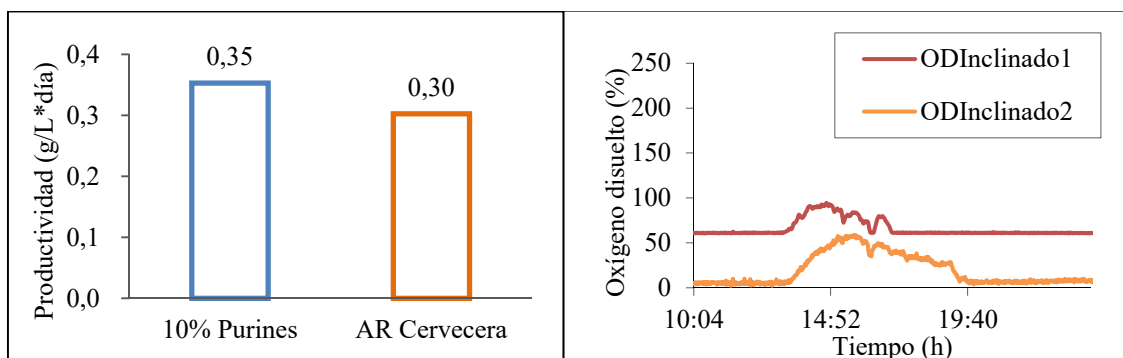 Productividad (g/L*día)
0,4
0,3
0,2
0,1
0,0
0,35
0,30
10% Purines
AR Cervecera
Oxígeno disuelto (%)
250
200
150
100
50
0
ODInclinado1
ODInclinado2
10:04
14:52
19:40
Tiempo (h)